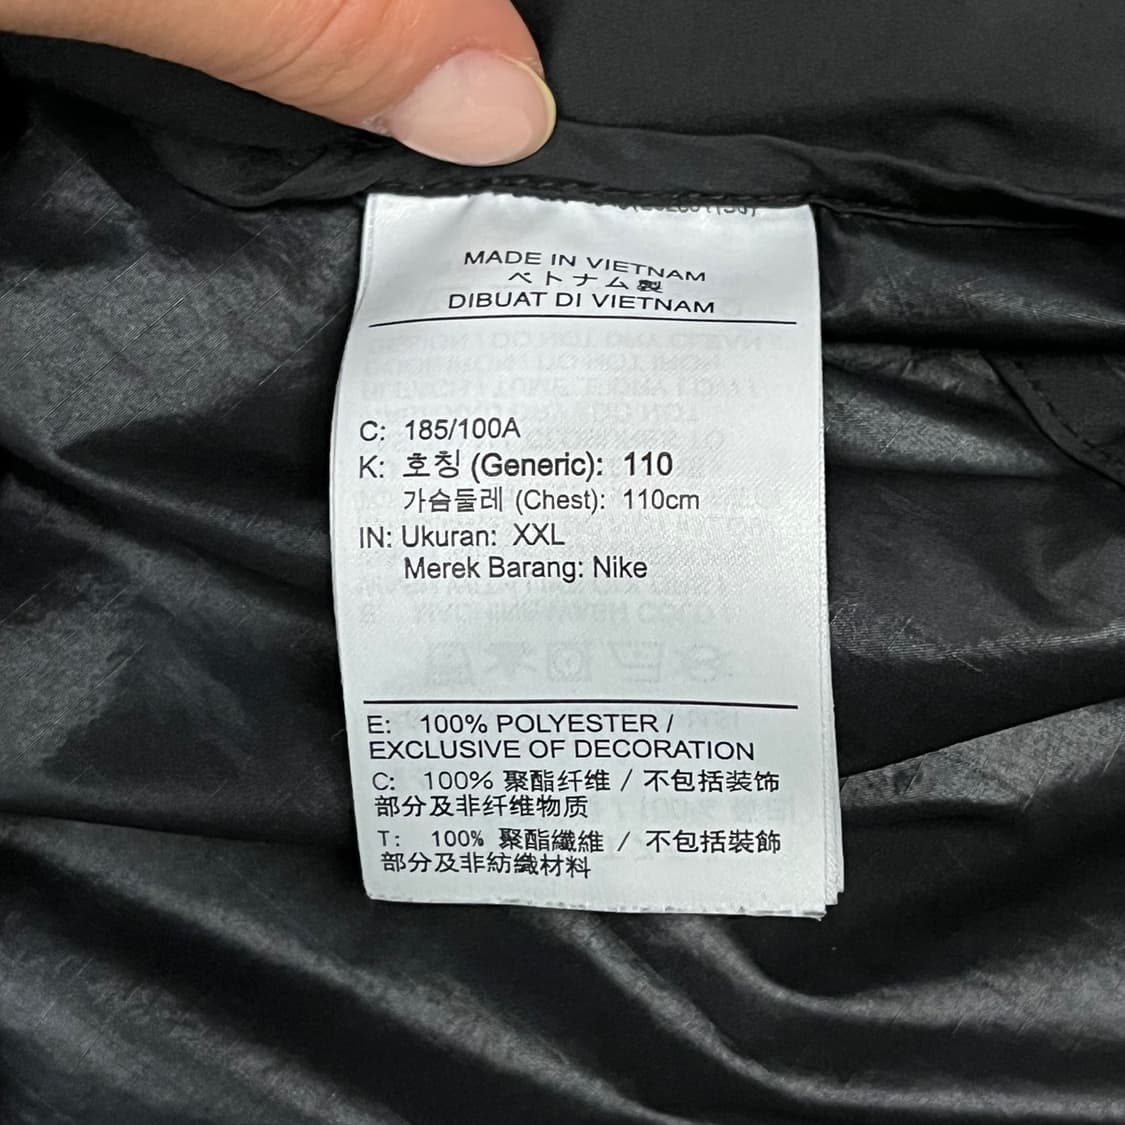 MADE IN VIETNAM
ベトナム製
DIBUAT DI VIETNAM
C: 185/100A
K: 호칭 (Generic): 110
가슴둘레 (Chest): 110cm
IN: Ukuran: XXL
Merek Barang: Nike
E: 100% POLYESTER /
EXCLUSIVE OF DECORATION
C: 100% 聚酯纤维 / 不包括装饰
部分及非纤维物质
T: 100% 聚酯纖維 / 不包括裝飾
部分及非紡織材料